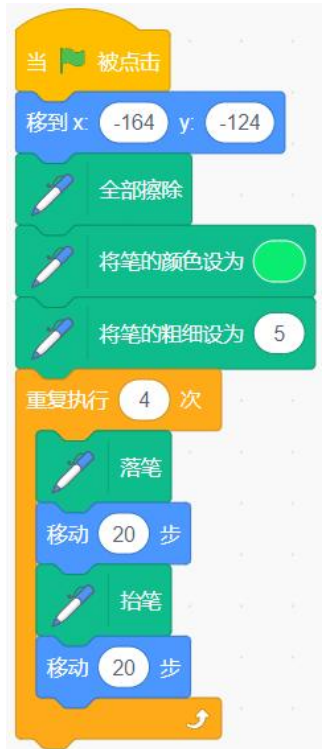 当 被点击
移到 x: -164 y: -124
全部擦除
将笔的颜色设为
将笔的粗细设为 5
重复执行 4 次
落笔
移动 20 步
抬笔
移动 20 步